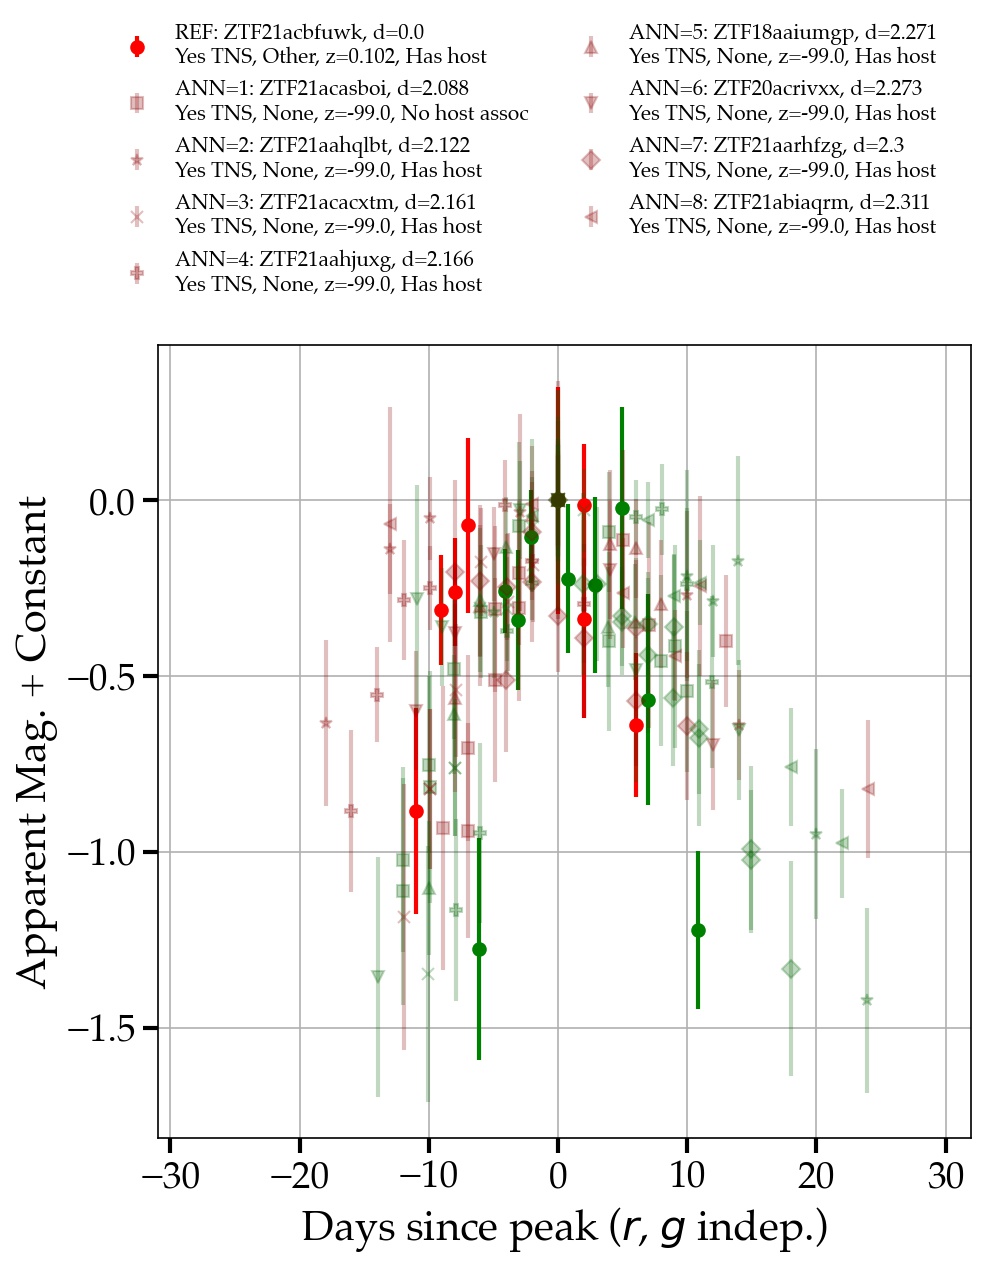 REF: ZTF21acbfuwk, d=0.0
Yes TNS, Other, z=0.102, Has host
ANN=1: ZTF21acasboi, d=2.088
Yes TNS, None, z=-99.0, No host assoc
ANN=2: ZTF21aahqlbt, d=2.122
Yes TNS, None, z=-99.0, Has host
ANN=3: ZTF21acacxtm, d=2.161
Yes TNS, None, z=-99.0, Has host
ANN=4: ZTF21aahjuxg, d=2.166
Yes TNS, None, z=-99.0, Has host
ANN=5: ZTF18aaiumgp, d=2.271
Yes TNS, None, z=-99.0, Has host
ANN=6: ZTF20acrivxx, d=2.273
Yes TNS, None, z=-99.0, Has host
ANN=7: ZTF21aarhfzg, d=2.3
Yes TNS, None, z=-99.0, Has host
ANN=8: ZTF21abiaqrm, d=2.311
Yes TNS, None, z=-99.0, Has host
Apparent Mag. + Constant
0.0
−0.5
−1.0
−1.5
−30 −20 −10 0 10 20 30
Days since peak (r, g indep.)